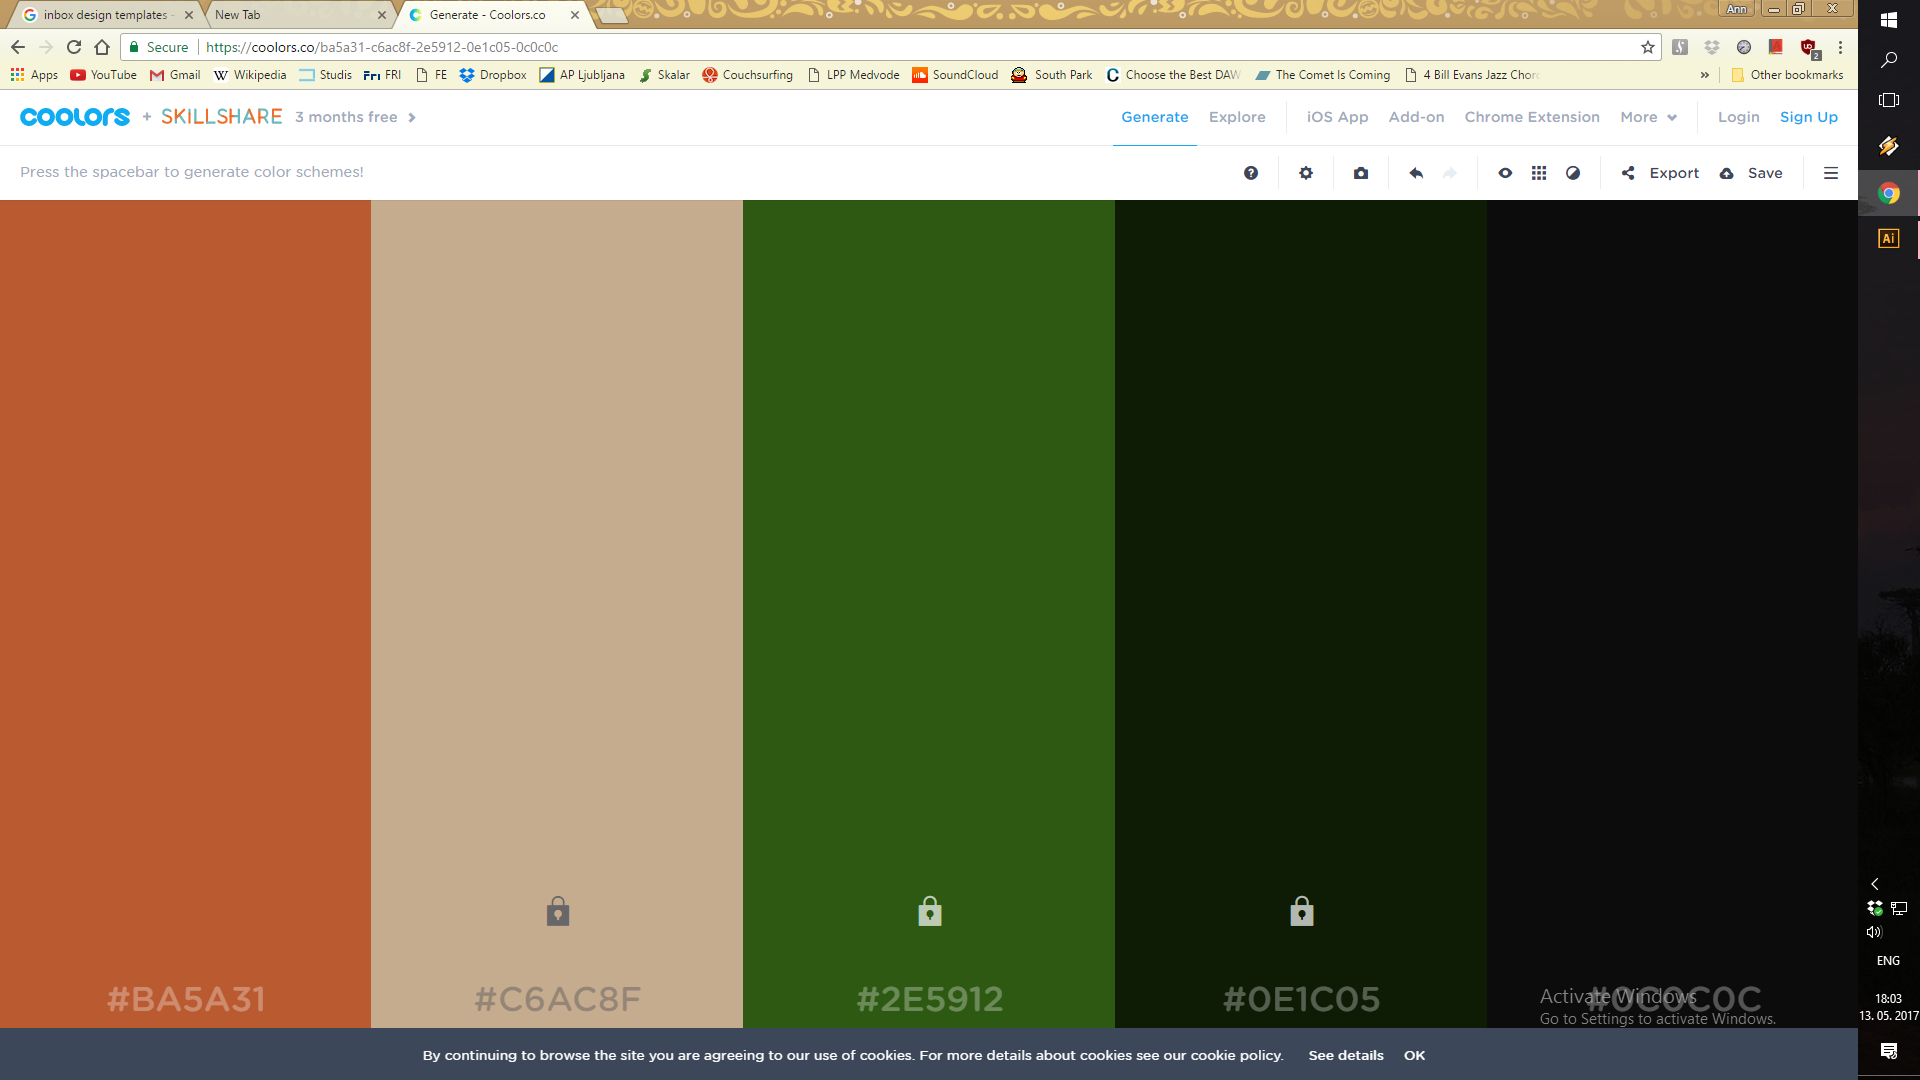 inbox design templates -
New Tab
Generate - Coolors.co
Ann
Secure
https://coolors.co/ba5a31-c6ac8f-2e5912-0e1c05-0c0c0c
2
Apps YouTube Gmail Wikipedia Studis Fri FRI FE Dropbox AP Ljubljana Skalar Couchsurfing LPP Medvode SoundCloud South Park Choose the Best DAW The Comet Is Coming 4 Bill Evans Jazz Chord » Other bookmarks
coolors + SKILLSHARE 3 months free
Generate Explore iOS App Add-on Chrome Extension More Login Sign Up
Press the spacebar to generate color schemes!
Export Save
Ai
#BA5A31 #C6AC8F #2E5912 #0E1C05 #0C0C0C
Activate Windows
Go to Settings to activate Windows.
By continuing to browse the site you are agreeing to our use of cookies. For more details about cookies see our cookie policy. See details OK
ENG
18:03
13. 05. 2017